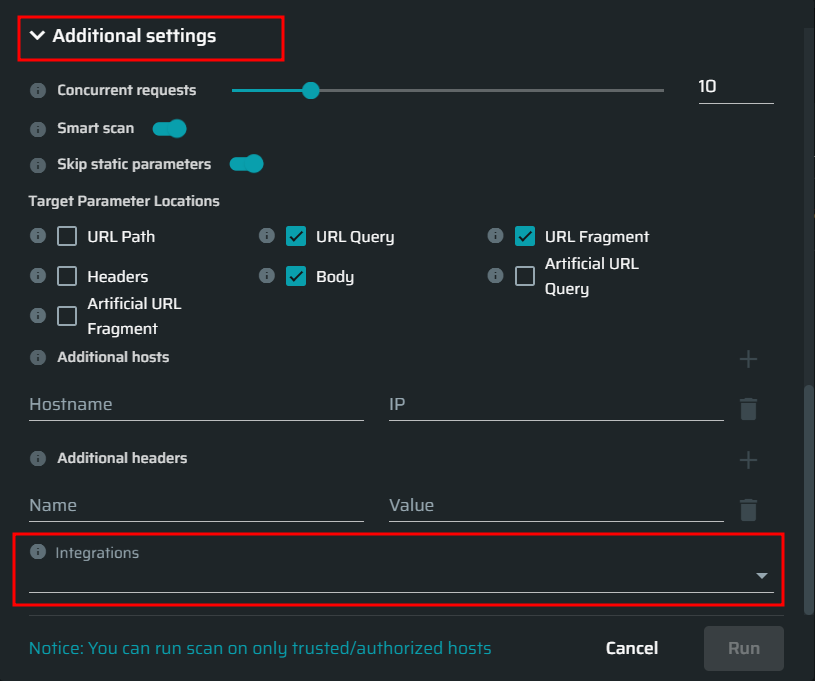 Additional settings
Concurrent requests 10
Smart scan
Skip static parameters
Target Parameter Locations
URL Path URL Query URL Fragment
Headers Body Artificial URL Query
Artificial URL
Fragment
Additional hosts
Hostname IP
Additional headers
Name Value
Integrations
Notice: You can run scan on only trusted/authorized hosts Cancel Run